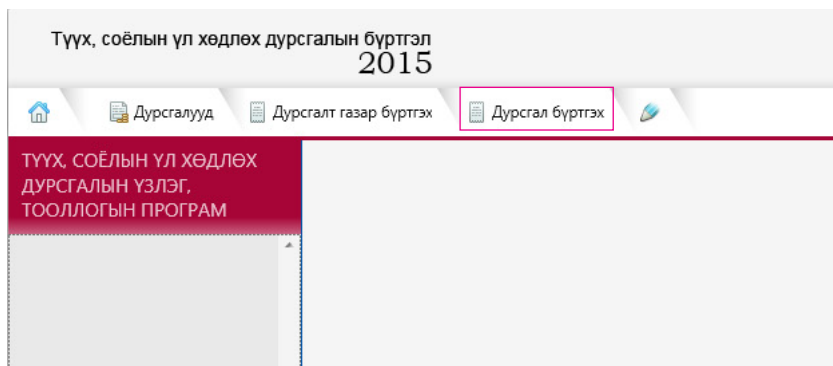 Түүх, соёлын үл хөдлөх дурсгалын бүртгэл
2015
Дурсгалууд Дурсгалт газар бүртгэх Дурсгал бүртгэх
ТҮҮХ, СОЁЛЫН ҮЛ ХӨДЛӨХ
ДУРСГАЛЫН ҮЗЛЭГ,
ТООЛЛОГЫН ПРОГРАМ